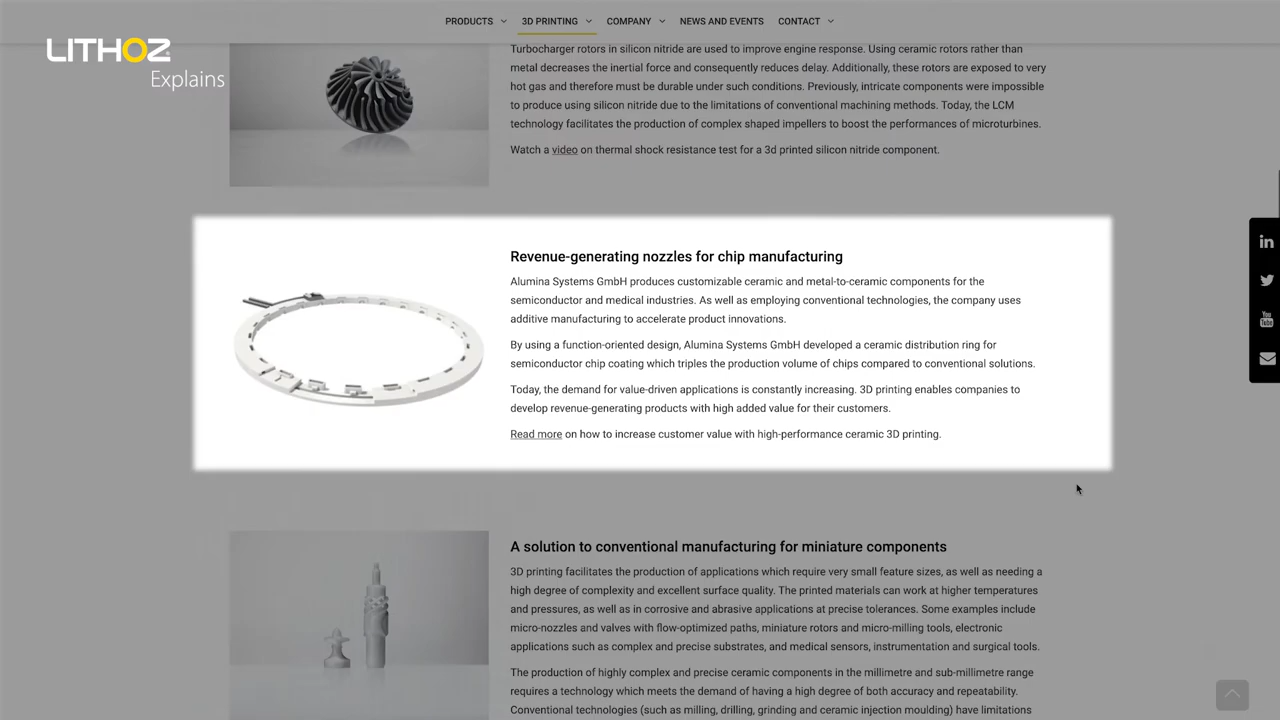 PRODUCTS 3D PRINTING COMPANY NEWS AND EVENTS CONTACT
LITHOZ
Explains
Turbocharger rotors in silicon nitride are used to improve engine response. Using ceramic rotors rather than
metal decreases the inertial force and consequently reduces delay. Additionally, these rotors are exposed to very
hot gas and therefore must be durable under such conditions. Previously, intricate components were impossible
to produce using silicon nitride due to the limitations of conventional machining methods. Today, the LCM
technology facilitates the production of complex shaped impellers to boost the performances of microturbines.
Watch a video on thermal shock resistance test for a 3d printed silicon nitride component.
Revenue-generating nozzles for chip manufacturing
Alumina Systems GmbH produces customizable ceramic and metal-to-ceramic components for the
semiconductor and medical industries. As well as employing conventional technologies, the company uses
additive manufacturing to accelerate product innovations.
By using a function-oriented design, Alumina Systems GmbH developed a ceramic distribution ring for
semiconductor chip coating which triples the production volume of chips compared to conventional solutions.
Today, the demand for value-driven applications is constantly increasing. 3D printing enables companies to
develop revenue-generating products with high added value for their customers.
Read more on how to increase customer value with high-performance ceramic 3D printing.
in
You
Tube
A solution to conventional manufacturing for miniature components
3D printing facilitates the production of applications which require very small feature sizes, as well as needing a
high degree of complexity and excellent surface quality. The printed materials can work at higher temperatures
and pressures, as well as in corrosive and abrasive applications at precise tolerances. Some examples include
micro-nozzles and valves with flow-optimized paths, miniature rotors and micro-milling tools, electronic
applications such as complex and precise substrates, and medical sensors, instrumentation and surgical tools.
The production of highly complex and precise ceramic components in the millimetre and sub-millimetre range
requires a technology which meets the demand of having a high degree of both accuracy and repeatability.
Conventional technologies (such as milling, drilling, grinding and ceramic injection moulding) have limitations